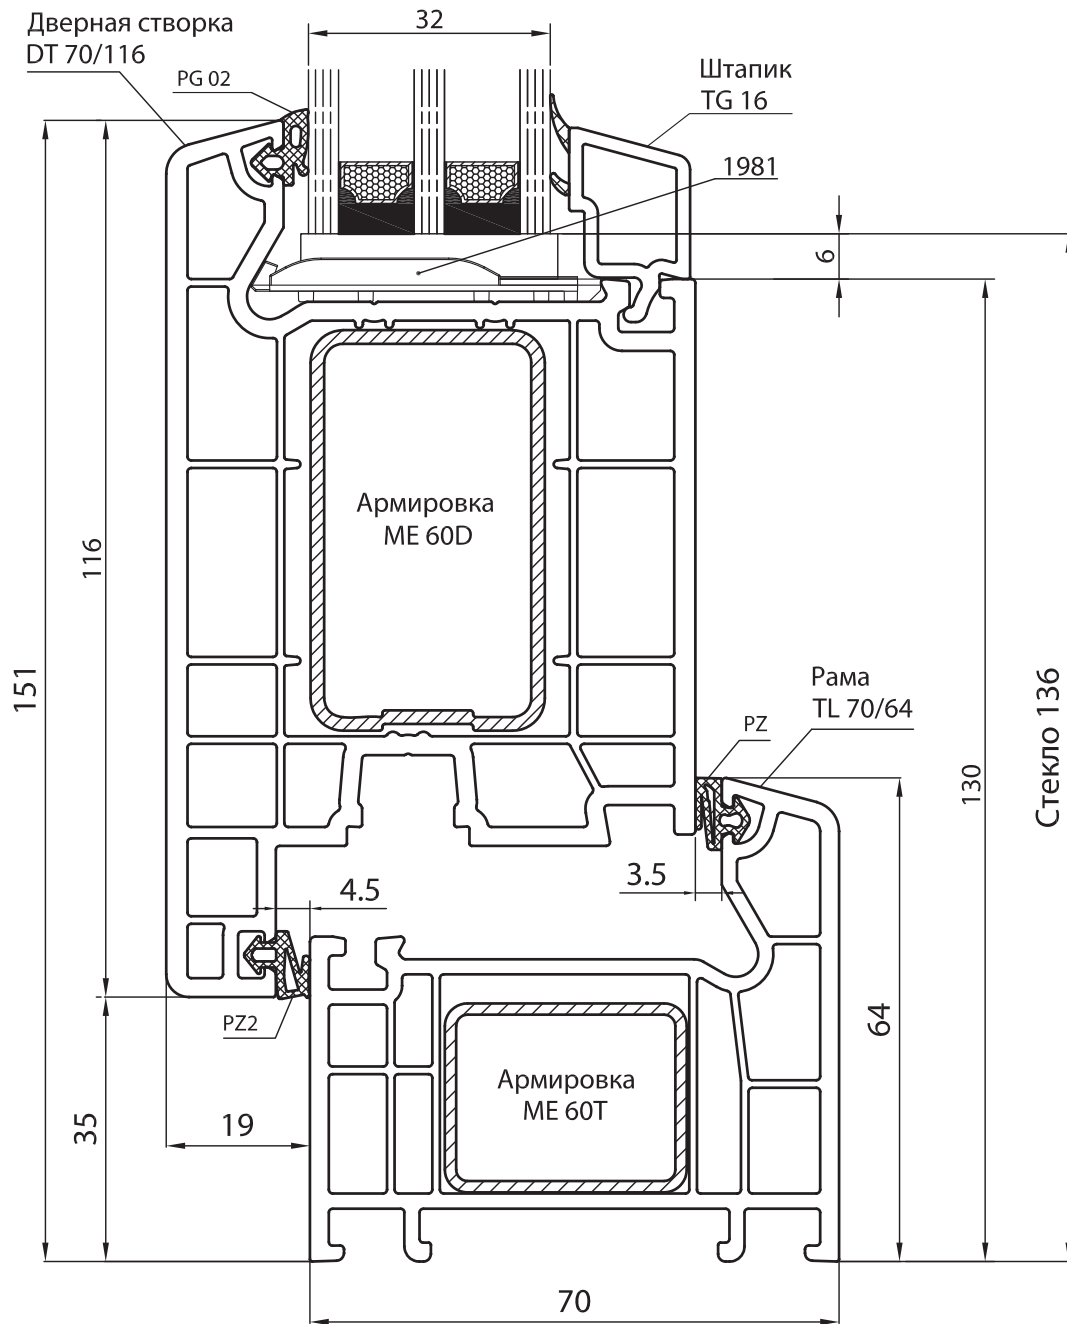 Дверная створка
DT 70/116
32
PG 02
Штапик
TG 16
1981
6
Армировка
ME 60D
116
151
Рама
TL 70/64
PZ
Стекло 136
130
3.5
4.5
64
PZ2
Армировка
ME 60T
35
19
70